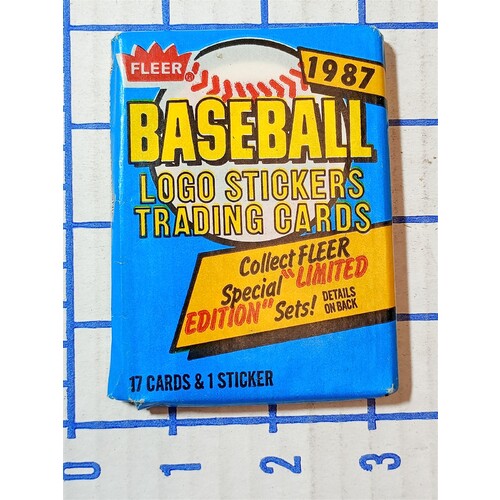 FLEER®
1987
BASEBALL
LOGO STICKERS
TRADING CARDS
Collect FLEER
Special "LIMITED
EDITION" Sets! DETAILS
ON BACK
17 CARDS & 1 STICKER
0 1 2 3